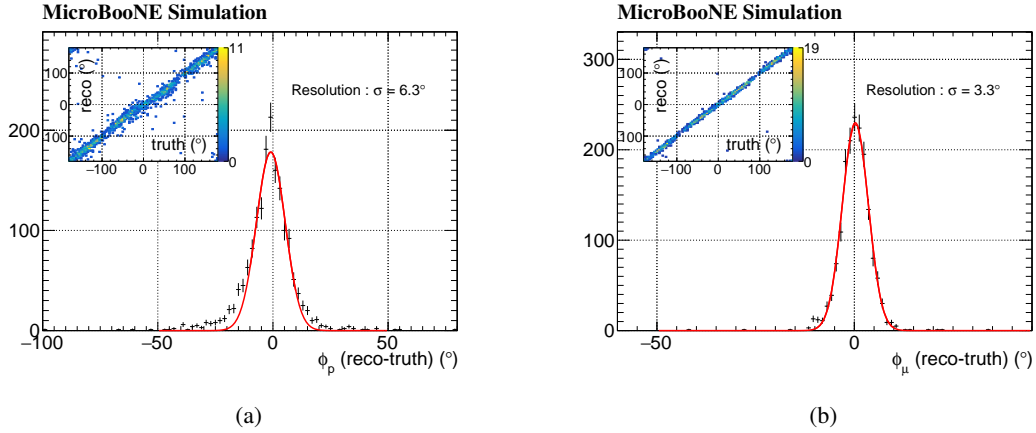 MicroBooNE Simulation
11
reco (°)
100
0
−100
truth (°)
−100
0
100
0
Resolution : σ = 6.3°
200
100
0
−100
−50
0
50
ϕp (reco-truth) (°)
(a)
MicroBooNE Simulation
19
reco (°)
100
0
−100
truth (°)
−100
0
100
0
Resolution : σ = 3.3°
300
200
100
0
−50
0
ϕμ (reco-truth) (°)
(b)